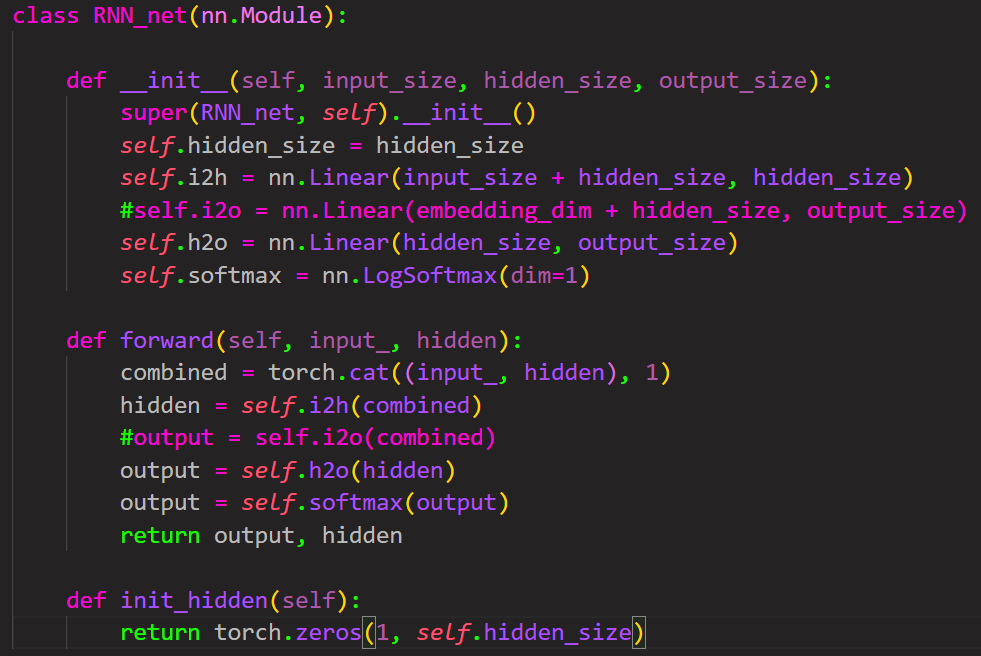 class RNN_net(nn.Module):
def __init__(self, input_size, hidden_size, output_size):
super(RNN_net, self).__init__()
self.hidden_size = hidden_size
self.i2h = nn.Linear(input_size + hidden_size, hidden_size)
#self.i2o = nn.Linear(embedding_dim + hidden_size, output_size)
self.h2o = nn.Linear(hidden_size, output_size)
self.softmax = nn.LogSoftmax(dim=1)
def forward(self, input_, hidden):
combined = torch.cat((input_, hidden), 1)
hidden = self.i2h(combined)
#output = self.i2o(combined)
output = self.h2o(hidden)
output = self.softmax(output)
return output, hidden
def init_hidden(self):
return torch.zeros(1, self.hidden_size)